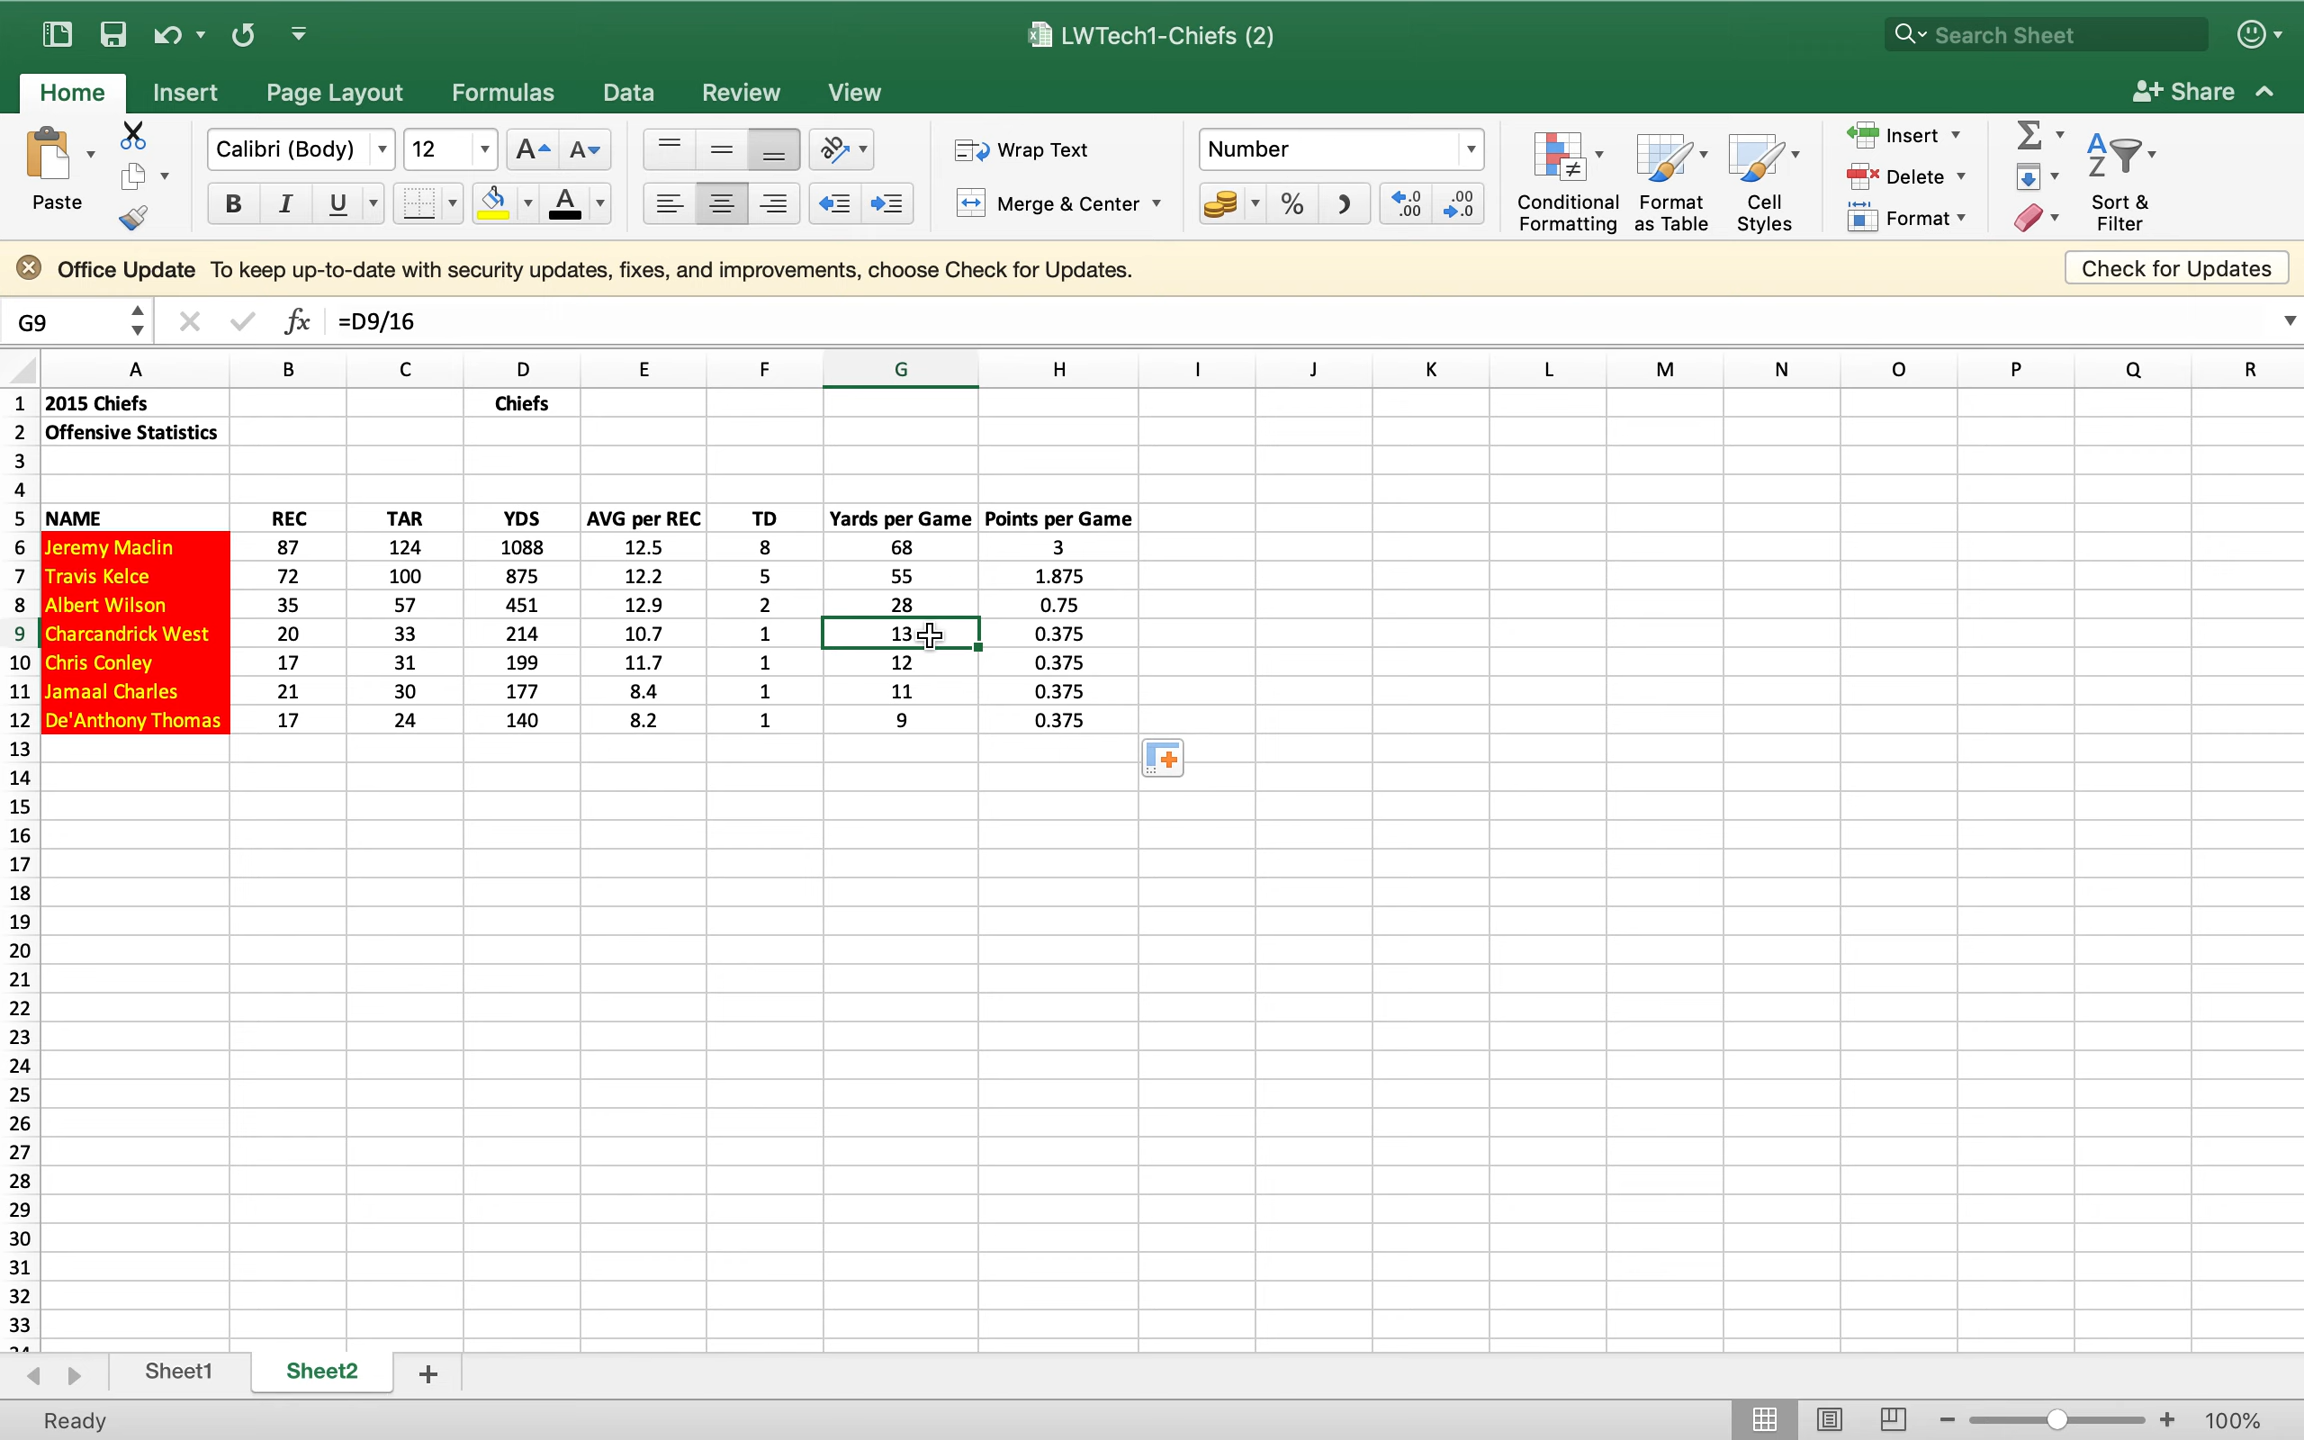 LWTech1-Chiefs (2)
Search Sheet
Home Insert Page Layout Formulas Data Review View Share
Paste
Calibri (Body) 12 A A
B I U A
ab
Wrap Text
Merge & Center
Number
% .0 .00 .00 .0
Conditional Formatting
Format as Table
Cell Styles
Insert
Delete
Format
A Z
Sort & Filter
Office Update To keep up-to-date with security updates, fixes, and improvements, choose Check for Updates. Check for Updates
G9 fx =D9/16
A B C D E F G H I J K L M N O P Q R
1 2015 Chiefs Chiefs
2 Offensive Statistics
3
4
5 NAME REC TAR YDS AVG per REC TD Yards per Game Points per Game
6 Jeremy Maclin 87 124 1088 12.5 8 68 3
7 Travis Kelce 72 100 875 12.2 5 55 1.875
8 Albert Wilson 35 57 451 12.9 2 28 0.75
9 Charcandrick West 20 33 214 10.7 1 13 0.375
10 Chris Conley 17 31 199 11.7 1 12 0.375
11 Jamaal Charles 21 30 177 8.4 1 11 0.375
12 De'Anthony Thomas 17 24 140 8.2 1 9 0.375
13
14
15
16
17
18
19
20
21
22
23
24
25
26
27
28
29
30
31
32
33
Sheet1 Sheet2 +
Ready 100%